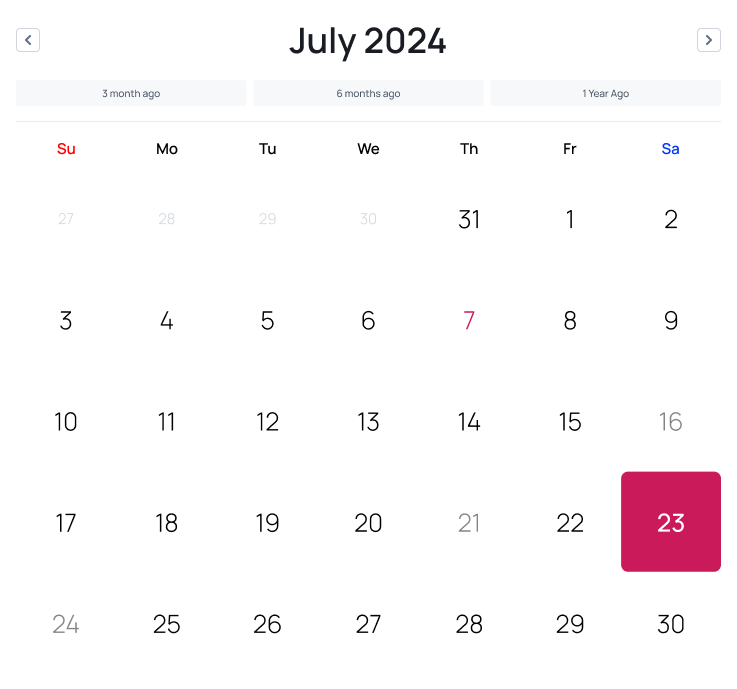 July 2024
3 month ago 6 months ago 1 Year Ago
Su Mo Tu We Th Fr Sa
27 28 29 30 31 1 2
3 4 5 6 7 8 9
10 11 12 13 14 15 16
17 18 19 20 21 22 23
24 25 26 27 28 29 30